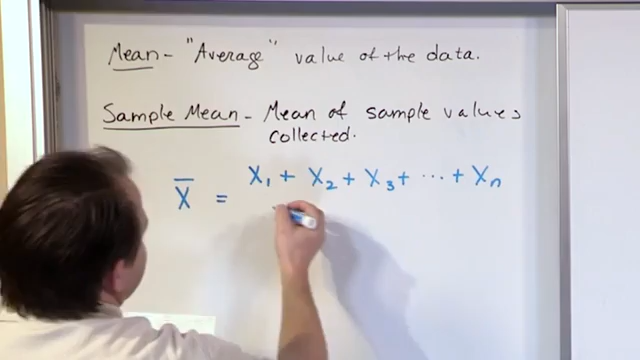 Mean - "Average" value of the data.
Sample Mean - Mean of sample values
collected.
X̄ = X₁ + X₂ + X₃ + ... + Xₙ